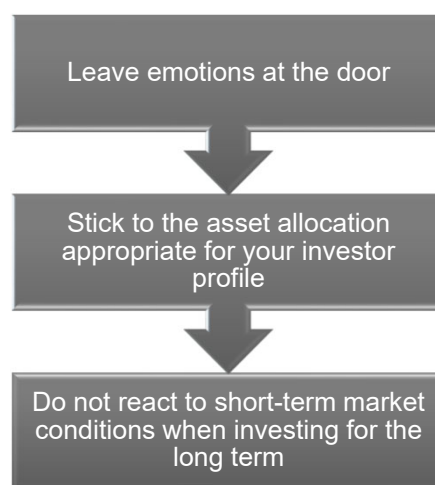 Leave emotions at the door
Stick to the asset allocation
appropriate for your investor
profile
Do not react to short-term market
conditions when investing for the
long term